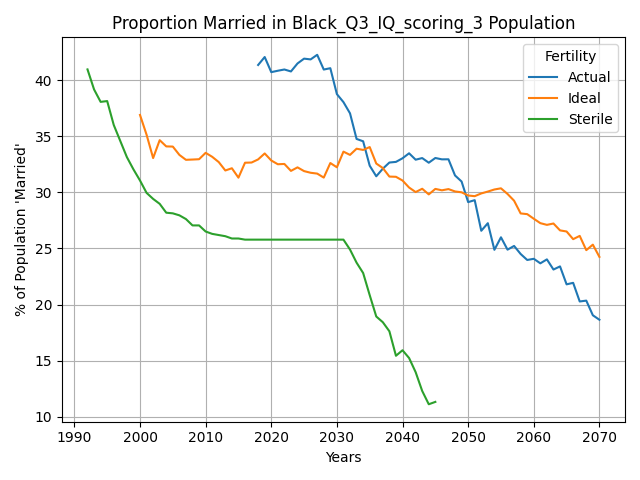 Proportion Married in Black_Q3_IQ_scoring_3 Population
% of Population 'Married'
40
35
30
25
20
15
10
1990 2000 2010 2020 2030 2040 2050 2060 2070
Years
Fertility
Actual
Ideal
Sterile